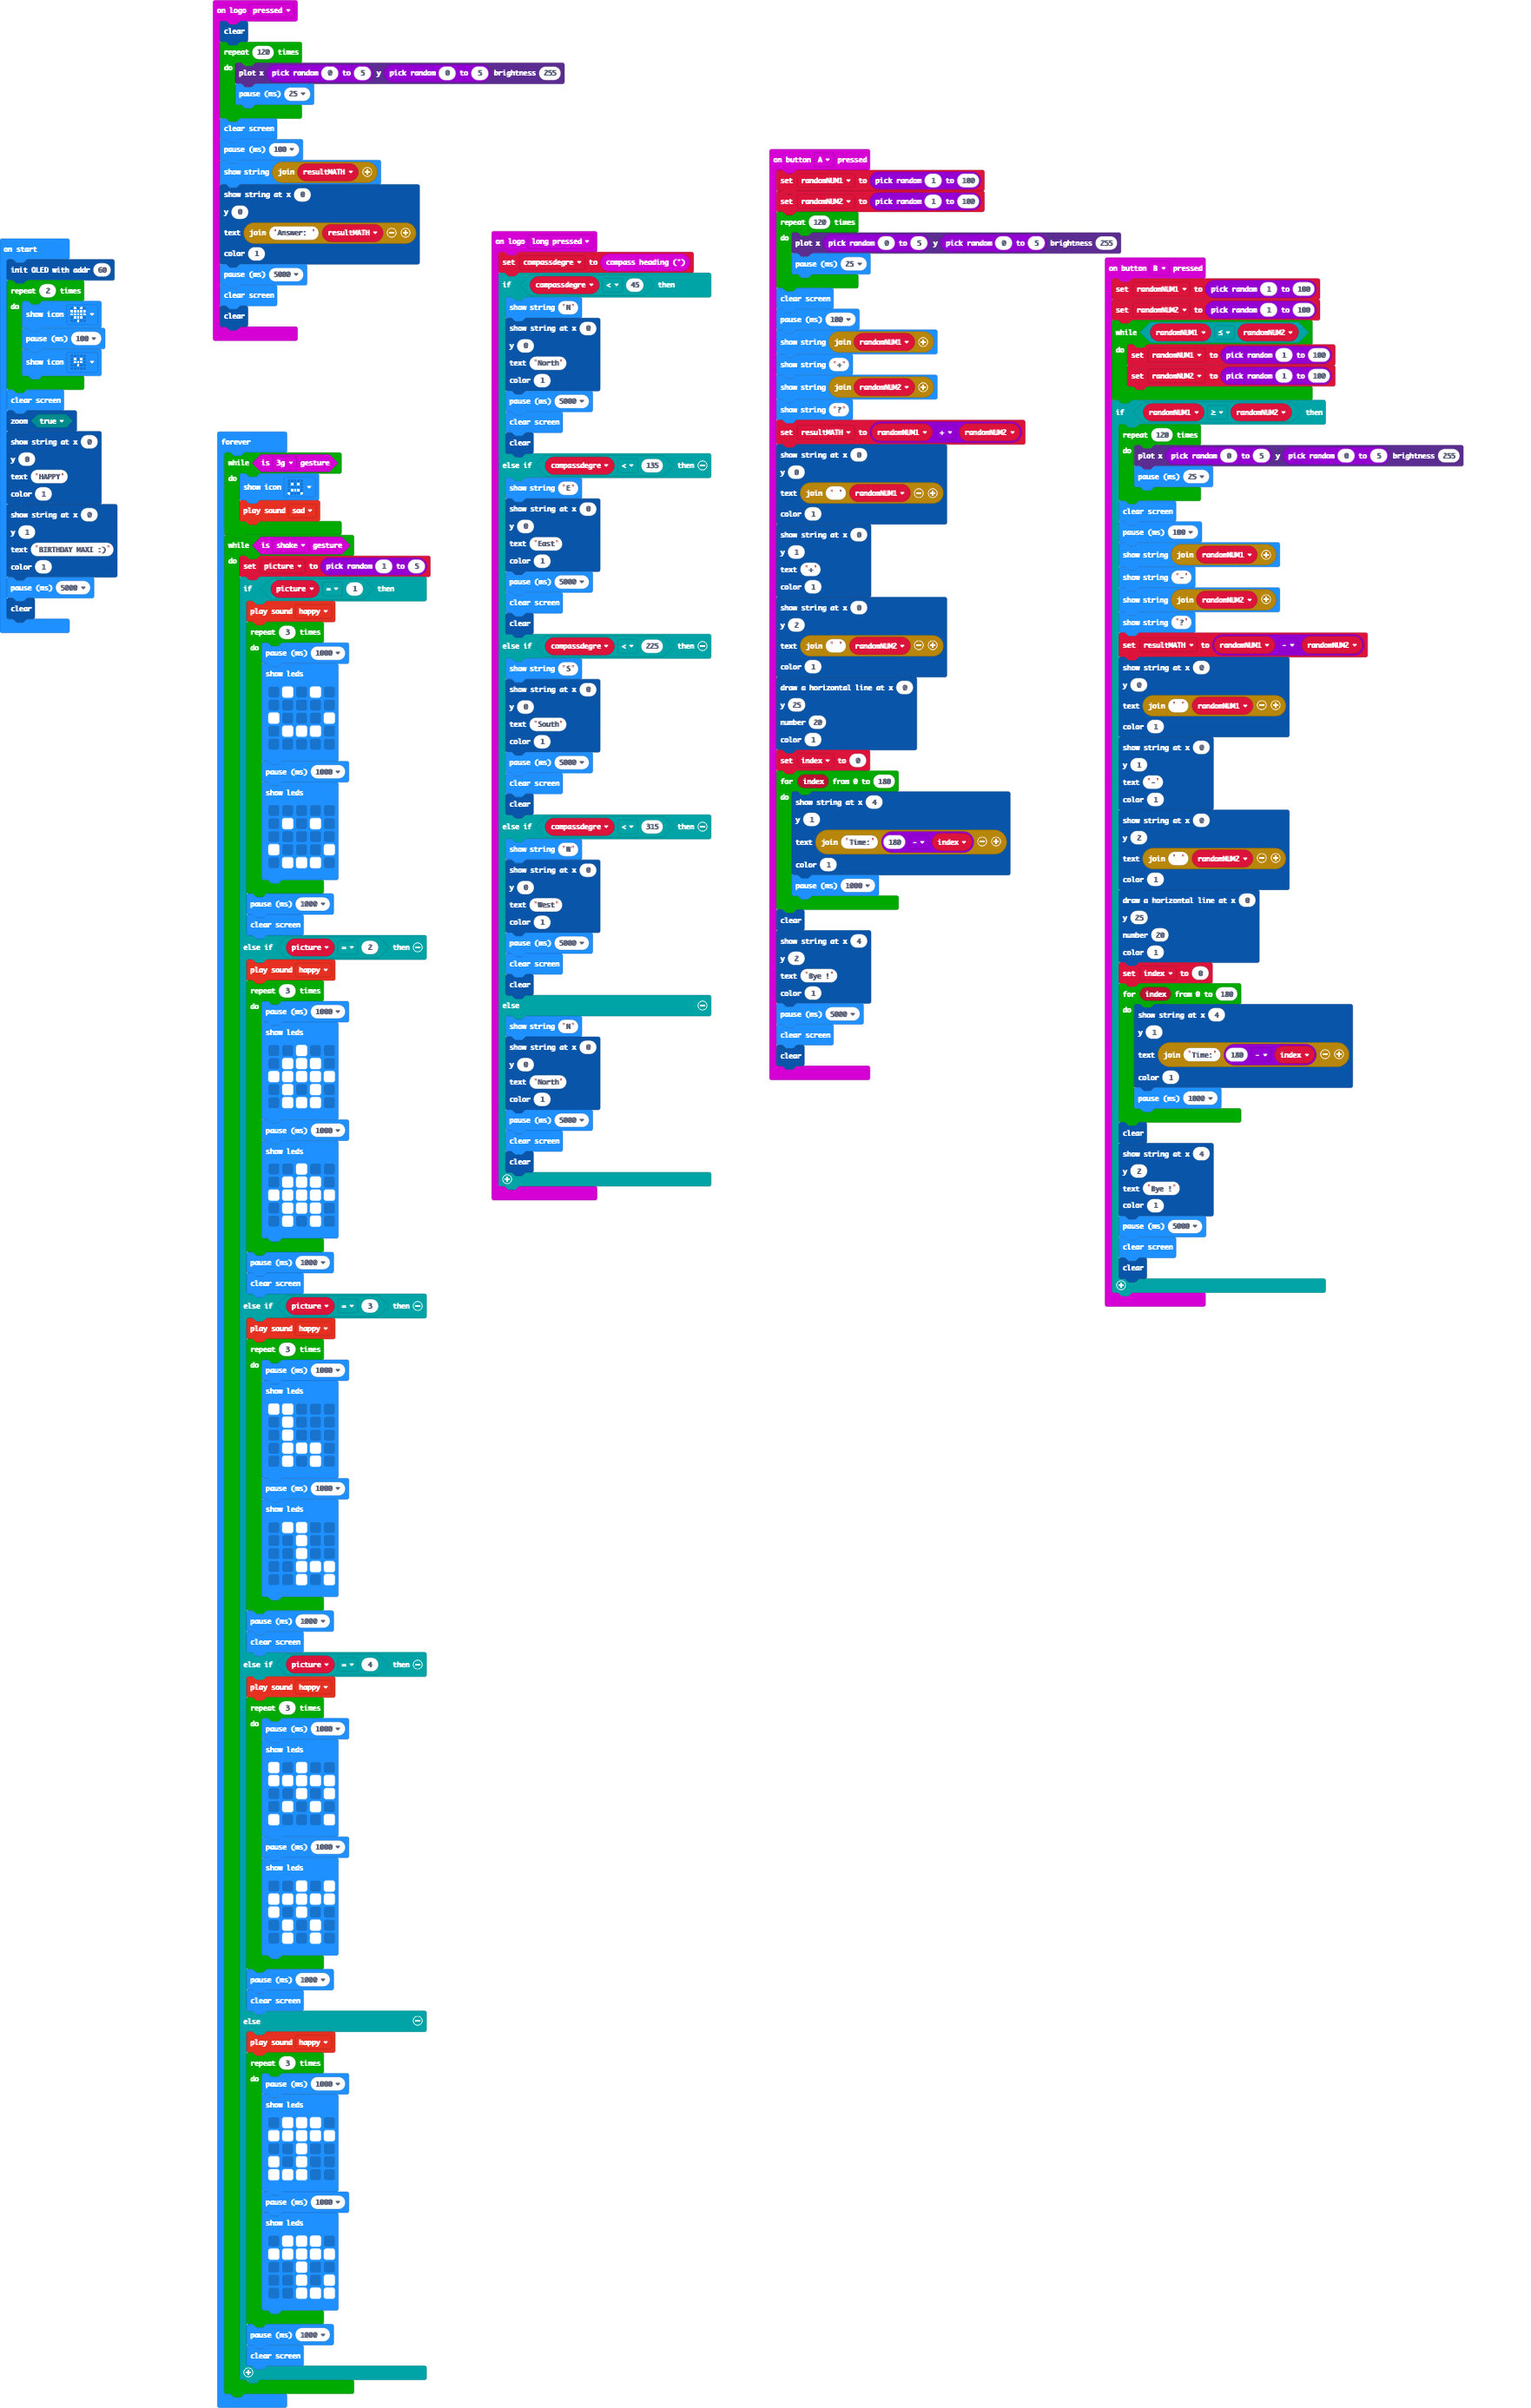 on start
init OLED with addr 60
repeat 2 times
do
show icon
pause (ms) 100
show icon
clear screen
zoom true
show string at x 0
y 0
text "HAPPY"
color 1
show string at x 0
y 1
text "BIRTHDAY MAXI :)"
color 1
pause (ms) 5000
clear
on logo pressed
clear
repeat 120 times
do plot x pick random 0 to 5 y pick random 0 to 5 brightness 255
pause (ms) 25
clear screen
pause (ms) 100
show string join resultMATH
show string at x 0
y 0
text join "Answer: " resultMATH
color 1
pause (ms) 5000
clear screen
clear
forever
while is 3g gesture
do
show icon
play sound sad
while is shake gesture
do set picture to pick random 1 to 5
if picture = 1 then
play sound happy
repeat 3 times
do pause (ms) 1000
show leds
pause (ms) 1000
show leds
pause (ms) 1000
clear screen
else if picture = 2 then
play sound happy
repeat 3 times
do pause (ms) 1000
show leds
pause (ms) 1000
show leds
pause (ms) 1000
clear screen
else if picture = 3 then
play sound happy
repeat 3 times
do pause (ms) 1000
show leds
pause (ms) 1000
show leds
pause (ms) 1000
clear screen
else if picture = 4 then
play sound happy
repeat 3 times
do pause (ms) 1000
show leds
pause (ms) 1000
show leds
pause (ms) 1000
clear screen
else
play sound happy
repeat 3 times
do pause (ms) 1000
show leds
pause (ms) 1000
show leds
pause (ms) 1000
clear screen
on logo long pressed
set compassdegre to compass heading (°)
if compassdegre < 45 then
show string "N"
show string at x 0
y 0
text "North"
color 1
pause (ms) 5000
clear screen
clear
else if compassdegre < 135 then
show string "E"
show string at x 0
y 0
text "East"
color 1
pause (ms) 5000
clear screen
clear
else if compassdegre < 225 then
show string "S"
show string at x 0
y 0
text "South"
color 1
pause (ms) 5000
clear screen
clear
else if compassdegre < 315 then
show string "W"
show string at x 0
y 0
text "West"
color 1
pause (ms) 5000
clear screen
clear
else
show string "N"
show string at x 0
y 0
text "North"
color 1
pause (ms) 5000
clear screen
clear
on button A pressed
set randomNUM1 to pick random 1 to 100
set randomNUM2 to pick random 1 to 100
repeat 120 times
do plot x pick random 0 to 5 y pick random 0 to 5 brightness 255
pause (ms) 25
clear screen
pause (ms) 100
show string join randomNUM1
show string "+"
show string join randomNUM2
show string "?"
set resultMATH to randomNUM1 + randomNUM2
show string at x 0
y 0
text join " " randomNUM1
color 1
show string at x 0
y 1
text "+"
color 1
show string at x 0
y 2
text join " " randomNUM2
color 1
draw a horizontal line at x 0
y 25
number 20
color 1
set index to 0
for index from 0 to 180
do show string at x 4
y 1
text join "Time:" 180 - index
color 1
pause (ms) 1000
clear
show string at x 4
y 2
text "Bye !"
color 1
pause (ms) 5000
clear screen
clear
on button B pressed
set randomNUM1 to pick random 1 to 100
set randomNUM2 to pick random 1 to 100
while randomNUM1 ≤ randomNUM2
do set randomNUM1 to pick random 1 to 100
set randomNUM2 to pick random 1 to 100
if randomNUM1 ≥ randomNUM2 then
repeat 120 times
do plot x pick random 0 to 5 y pick random 0 to 5 brightness 255
pause (ms) 25
clear screen
pause (ms) 100
show string join randomNUM1
show string "-"
show string join randomNUM2
show string "?"
set resultMATH to randomNUM1 - randomNUM2
show string at x 0
y 0
text join " " randomNUM1
color 1
show string at x 0
y 1
text "-"
color 1
show string at x 0
y 2
text join " " randomNUM2
color 1
draw a horizontal line at x 0
y 25
number 20
color 1
set index to 0
for index from 0 to 180
do show string at x 4
y 1
text join "Time:" 180 - index
color 1
pause (ms) 1000
clear
show string at x 4
y 2
text "Bye !"
color 1
pause (ms) 5000
clear screen
clear